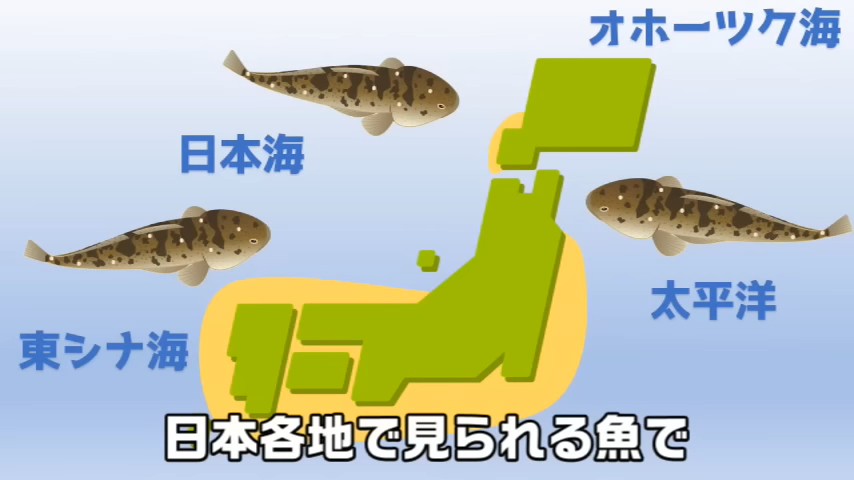 オホーツク海
日本海
太平洋
東シナ海
日本各地で見られる魚で